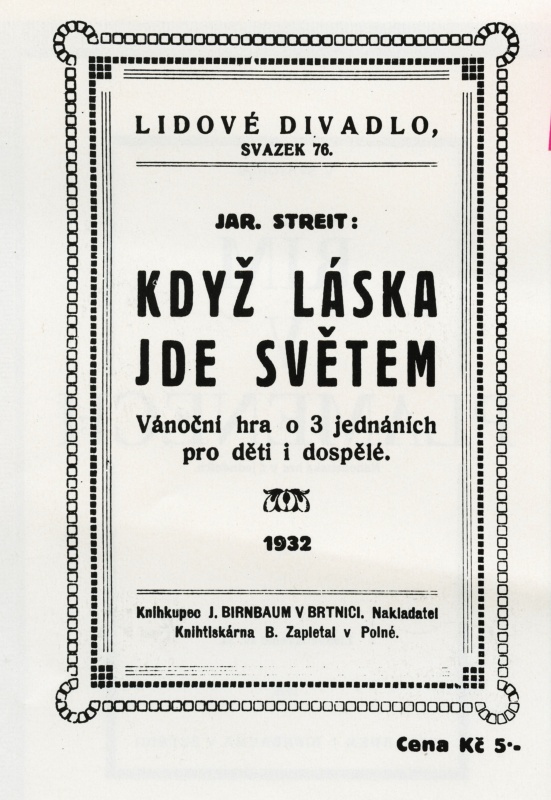 LIDOVÉ DIVADLO,
SVAZEK 76.
JAR. STREIT:
KDYŽ LÁSKA
JDE SVĚTEM
Vánoční hra o 3 jednáních
pro děti i dospělé.
1932
Knihkupec J. BIRNBAUM V BRTNICI. Nakladatel
Knihtiskárna B. Zapletal v Polné.
Cena Kč 5·-